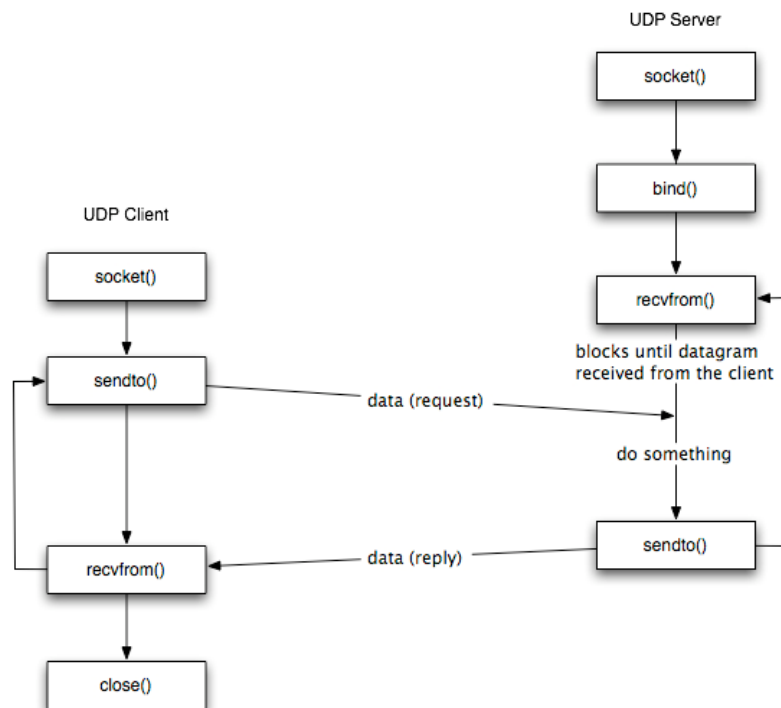 UDP Server
socket()
bind()
UDP Client
socket()
recvfrom()
blocks until datagram
received from the client
sendto()
data (request)
do something
sendto()
data (reply)
recvfrom()
close()